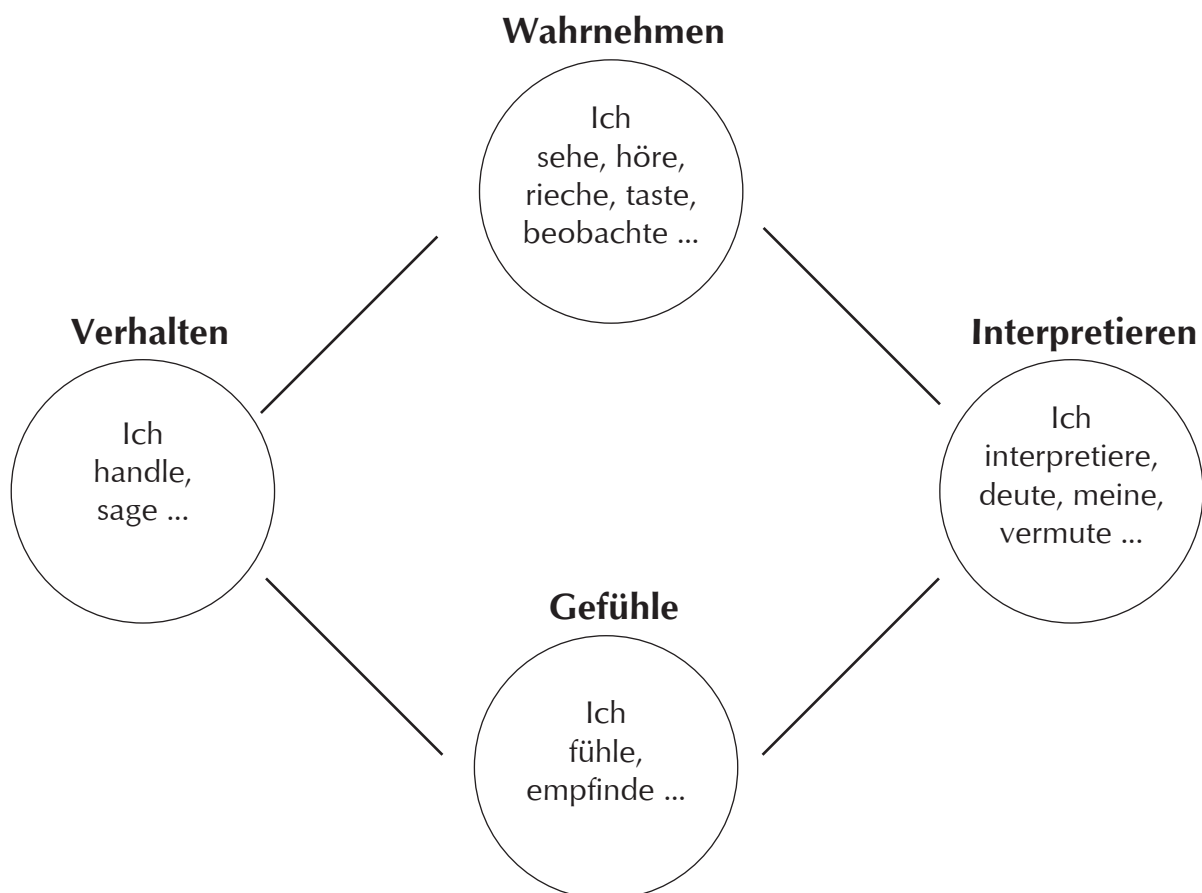 Wahrnehmen
Ich
sehe, höre,
rieche, taste,
beobachte ...
Verhalten
Ich
handle,
sage ...
Interpretieren
Ich
interpretiere,
deute, meine,
vermute ...
Gefühle
Ich
fühle,
empfinde ...